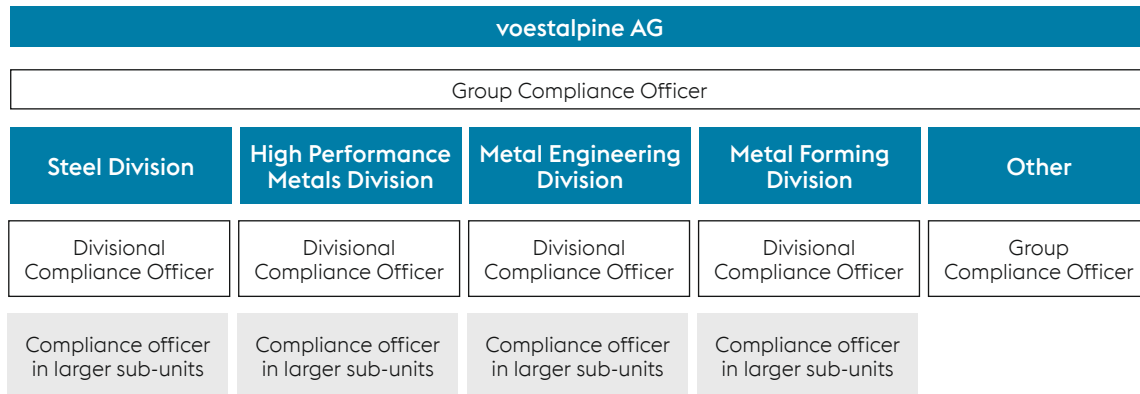 voestalpine AG
Group Compliance Officer
Steel Division
High Performance
Metals Division
Metal Engineering
Division
Metal Forming
Division
Other
Divisional
Compliance Officer
Divisional
Compliance Officer
Divisional
Compliance Officer
Divisional
Compliance Officer
Group
Compliance Officer
Compliance officer
in larger sub-units
Compliance officer
in larger sub-units
Compliance officer
in larger sub-units
Compliance officer
in larger sub-units